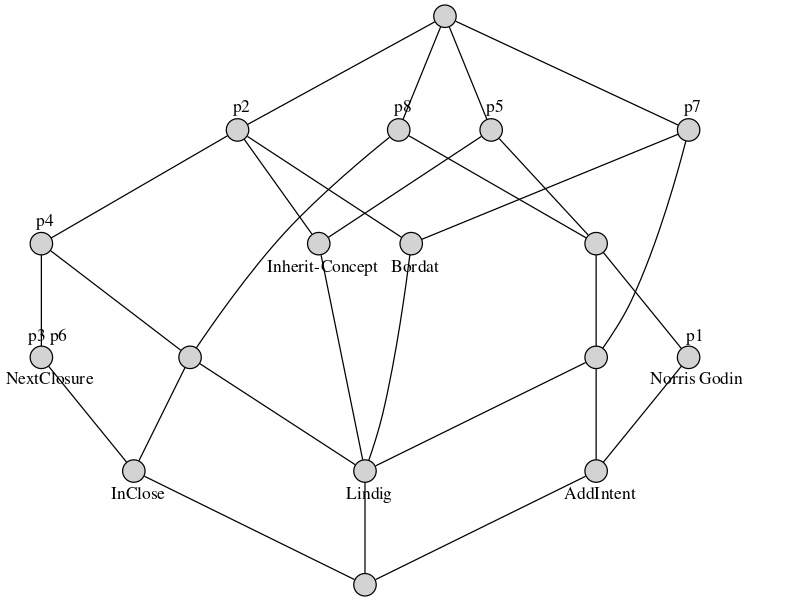 p2
p8
p5
p7
p4
Inherit-Concept
Bordat
p3 p6
p1
NextClosure
Norris Godin
InClose
Lindig
AddIntent